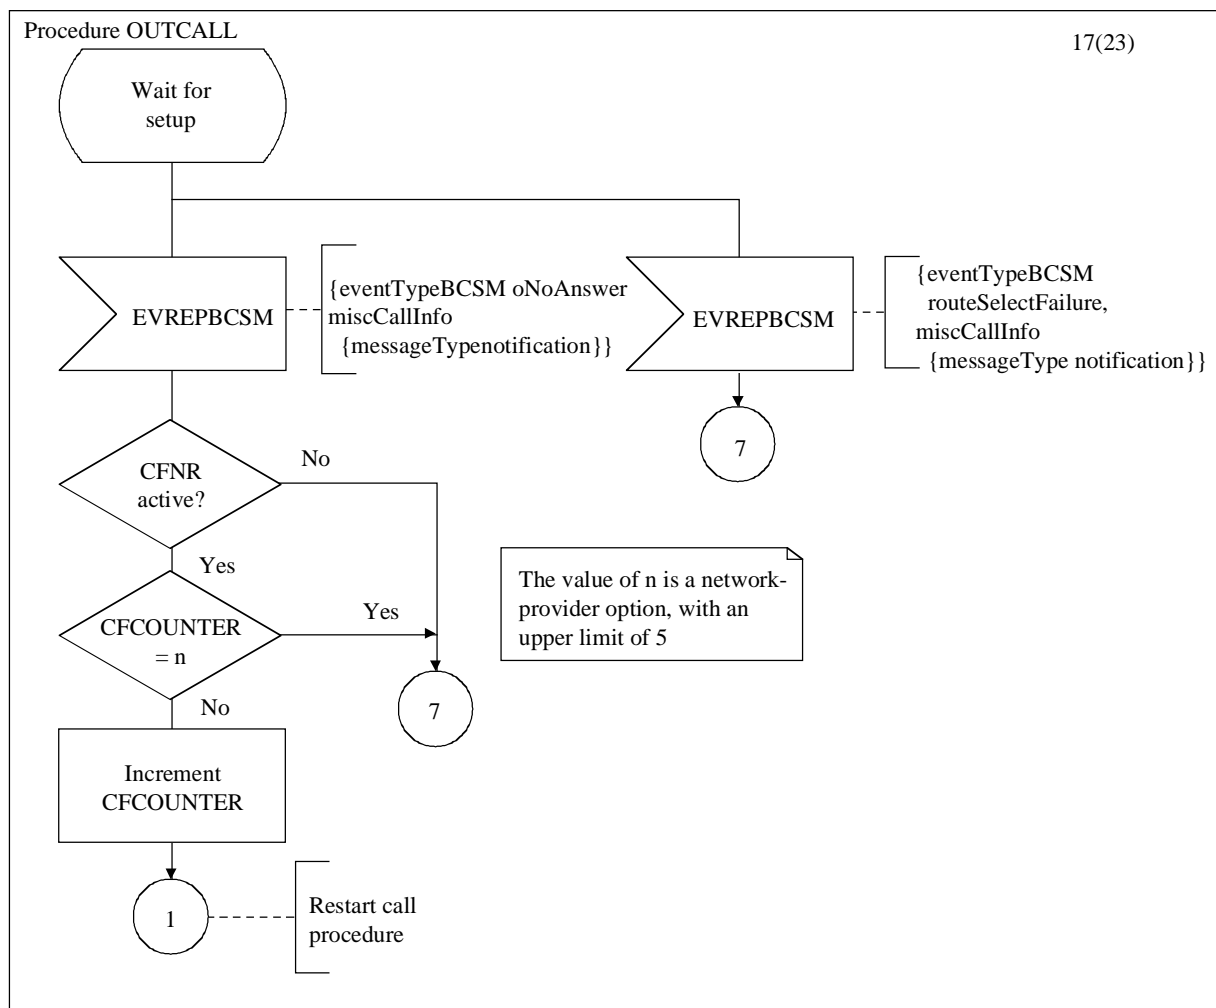 Procedure OUTCALL
17(23)
Wait for
setup
EVREPBCSM
{eventTypeBCSM oNoAnswer
miscCallInfo
{messageTypenotification}}
EVREPBCSM
{eventTypeBCSM
routeSelectFailure,
miscCallInfo
{messageType notification}}
7
CFNR
active?
No
Yes
The value of n is a network-
provider option, with an
upper limit of 5
CFCOUNTER
= n
Yes
No
7
Increment
CFCOUNTER
1
Restart call
procedure